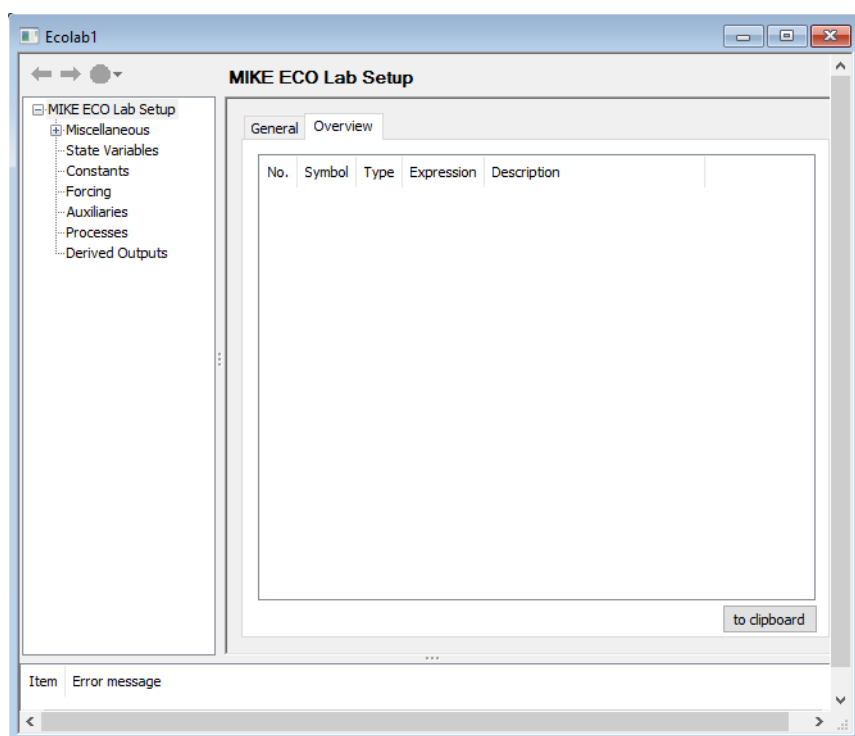 Ecolab1
MIKE ECO Lab Setup
MIKE ECO Lab Setup
Miscellaneous
State Variables
Constants
Forcing
Auxiliaries
Processes
Derived Outputs
General Overview
No. Symbol Type Expression Description
to clipboard
Item Error message